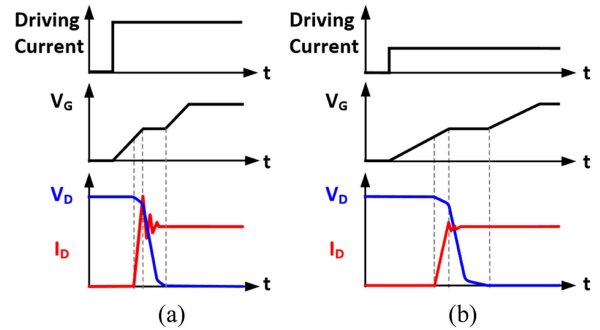 Driving
Current
t
V_G
t
V_D
I_D
t
(a)
Driving
Current
t
V_G
t
V_D
I_D
t
(b)